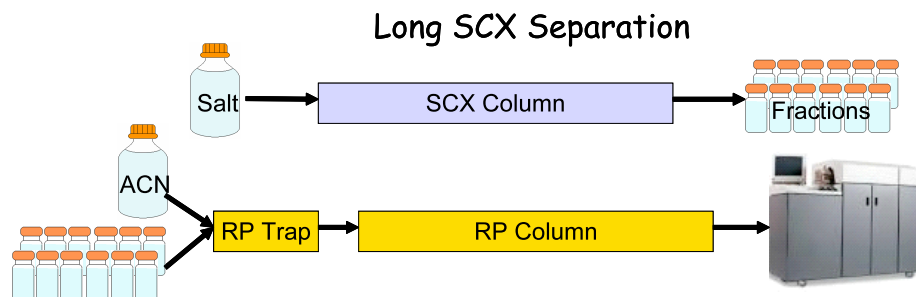 Long SCX Separation
Salt
SCX Column
Fractions
ACN
RP Trap
RP Column